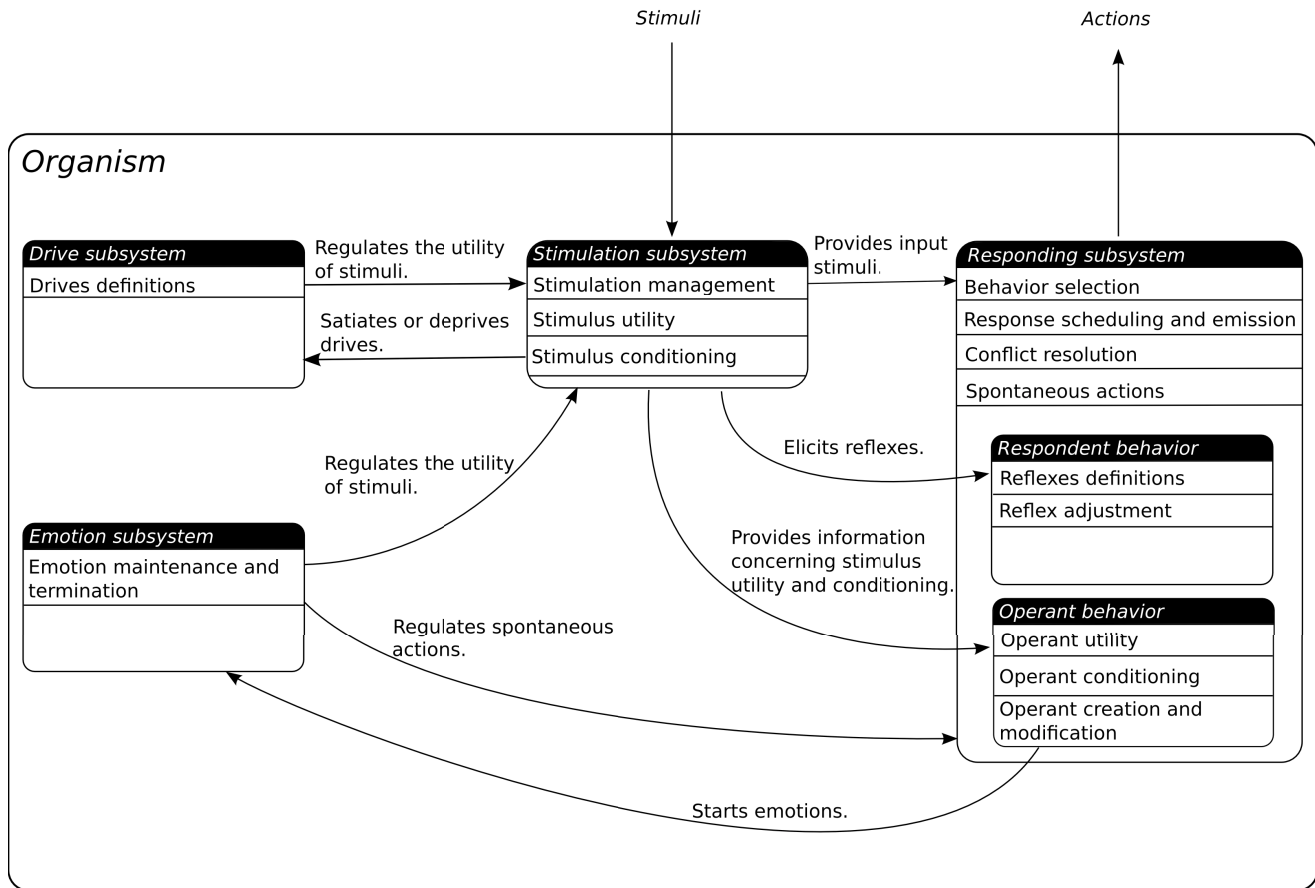 Stimuli
Actions
Organism
Drive subsystem
Drives definitions
Regulates the utility
of stimuli.
Satiates or deprives
drives.
Stimulation subsystem
Stimulation management
Stimulus utility
Stimulus conditioning
Provides input
stimuli.
Responding subsystem
Behavior selection
Response scheduling and emission
Conflict resolution
Spontaneous actions
Elicits reflexes.
Respondent behavior
Reflexes definitions
Reflex adjustment
Regulates the utility
of stimuli.
Emotion subsystem
Emotion maintenance and
termination
Provides information
concerning stimulus
utility and conditioning.
Operant behavior
Operant utility
Operant conditioning
Operant creation and
modification
Regulates spontaneous
actions.
Starts emotions.